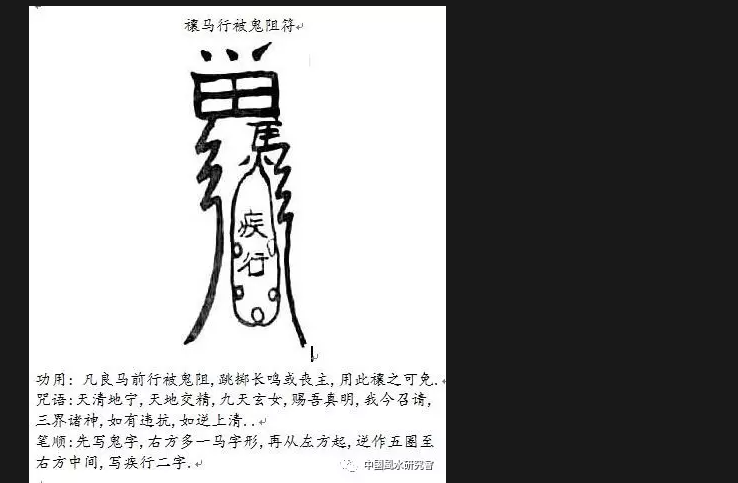 禳马行被鬼阻符
馬
疾
行
功用: 凡良马前行被鬼阻,跳掷长鸣或丧主,用此禳之可免.
咒语:天清地宁,天地交精,九天玄女,赐吾真明,我今召请,
三界诸神,如有违抗,如逆上清..
笔顺:先写鬼字,右方多一马字形,再从左方起,逆作五圈至
右方中间,写疾行二字.
中國風水研究會